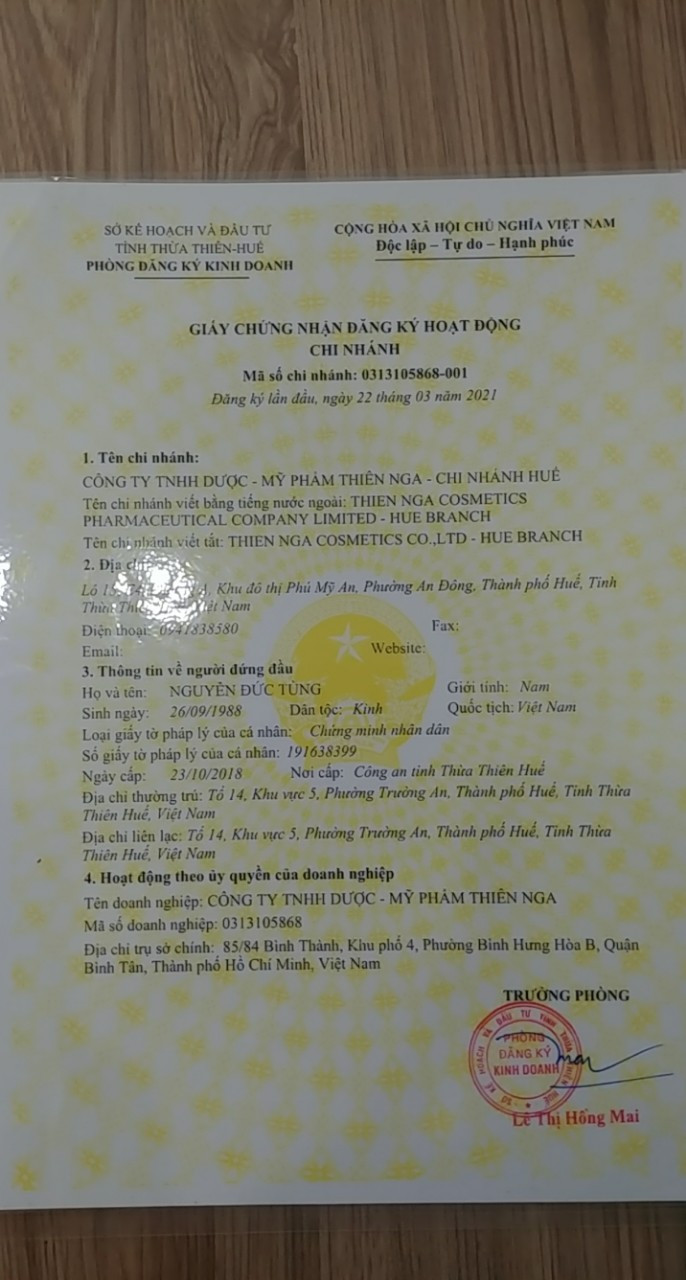 SỞ KẾ HOẠCH VÀ ĐẦU TƯ
TỈNH THỪA THIÊN-HUẾ
PHÒNG ĐĂNG KÝ KINH DOANH
CỘNG HÒA XÃ HỘI CHỦ NGHĨA VIỆT NAM
Độc lập – Tự do – Hạnh phúc
GIẤY CHỨNG NHẬN ĐĂNG KÝ HOẠT ĐỘNG
CHI NHÁNH
Mã số chi nhánh: 0313105868-001
Đăng ký lần đầu, ngày 22 tháng 03 năm 2021
1. Tên chi nhánh:
CÔNG TY TNHH DƯỢC - MỸ PHẨM THIÊN NGA - CHI NHÁNH HUẾ
Tên chi nhánh viết bằng tiếng nước ngoài: THIEN NGA COSMETICS
PHARMACEUTICAL COMPANY LIMITED - HUE BRANCH
Tên chi nhánh viết tắt: THIEN NGA COSMETICS CO.,LTD - HUE BRANCH
2. Địa
Lô Khu đô thị Phú Mỹ An, Phường An Đông, Thành phố Huế, Tỉnh
Thừa Việt Nam
Điện thoại: 0941838580 Fax:
Email: Website:
3. Thông tin về người đứng đầu
Họ và tên: NGUYỄN ĐỨC TÙNG Giới tính: Nam
Sinh ngày: 26/09/1988 Dân tộc: Kinh Quốc tịch: Việt Nam
Loại giấy tờ pháp lý của cá nhân: Chứng minh nhân dân
Số giấy tờ pháp lý của cá nhân: 191638399
Ngày cấp: 23/10/2018 Nơi cấp: Công an tỉnh Thừa Thiên Huế
Địa chỉ thường trú: Tổ 14, Khu vực 5, Phường Trường An, Thành phố Huế, Tỉnh Thừa
Thiên Huế, Việt Nam
Địa chỉ liên lạc: Tổ 14, Khu vực 5, Phường Trường An, Thành phố Huế, Tỉnh Thừa
Thiên Huế, Việt Nam
4. Hoạt động theo ủy quyền của doanh nghiệp
Tên doanh nghiệp: CÔNG TY TNHH DƯỢC - MỸ PHẨM THIÊN NGA
Mã số doanh nghiệp: 0313105868
Địa chỉ trụ sở chính: 85/84 Bình Thành, Khu phố 4, Phường Bình Hưng Hòa B, Quận
Bình Tân, Thành phố Hồ Chí Minh, Việt Nam
TRƯỞNG PHÒNG
SỞ KẾ HOẠCH VÀ ĐẦU TƯ TỈNH THỪA THIÊN HUẾ
PHÒNG
ĐĂNG KÝ
KINH DOANH
Lê Thị Hồng Mai